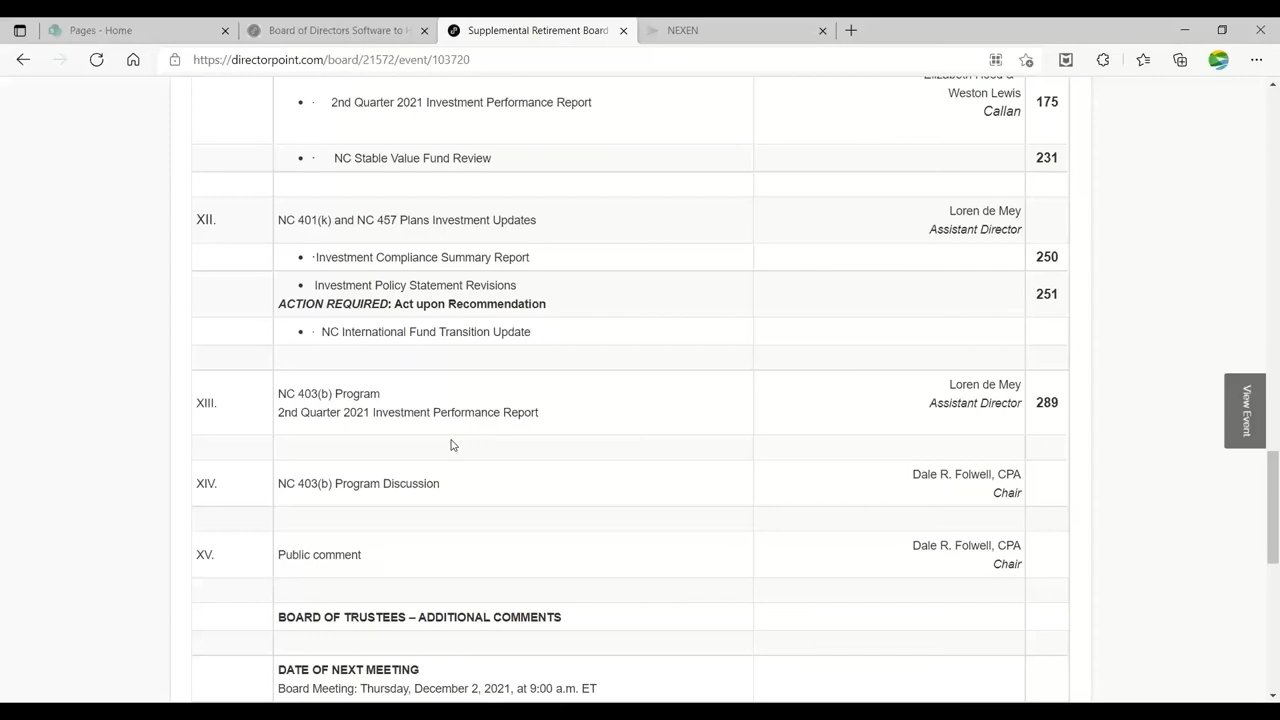 Pages - Home
Board of Directors Software to H
Supplemental Retirement Board
NEXEN
https://directorpoint.com/board/21572/event/103720
Weston Lewis
Callan
• · 2nd Quarter 2021 Investment Performance Report
175
• · NC Stable Value Fund Review
231
XII.
NC 401(k) and NC 457 Plans Investment Updates
Loren de Mey
Assistant Director
• ·Investment Compliance Summary Report
250
• Investment Policy Statement Revisions
ACTION REQUIRED: Act upon Recommendation
251
• · NC International Fund Transition Update
XIII.
NC 403(b) Program
2nd Quarter 2021 Investment Performance Report
Loren de Mey
Assistant Director
289
XIV.
NC 403(b) Program Discussion
Dale R. Folwell, CPA
Chair
XV.
Public comment
Dale R. Folwell, CPA
Chair
BOARD OF TRUSTEES – ADDITIONAL COMMENTS
DATE OF NEXT MEETING
Board Meeting: Thursday, December 2, 2021, at 9:00 a.m. ET
View Event